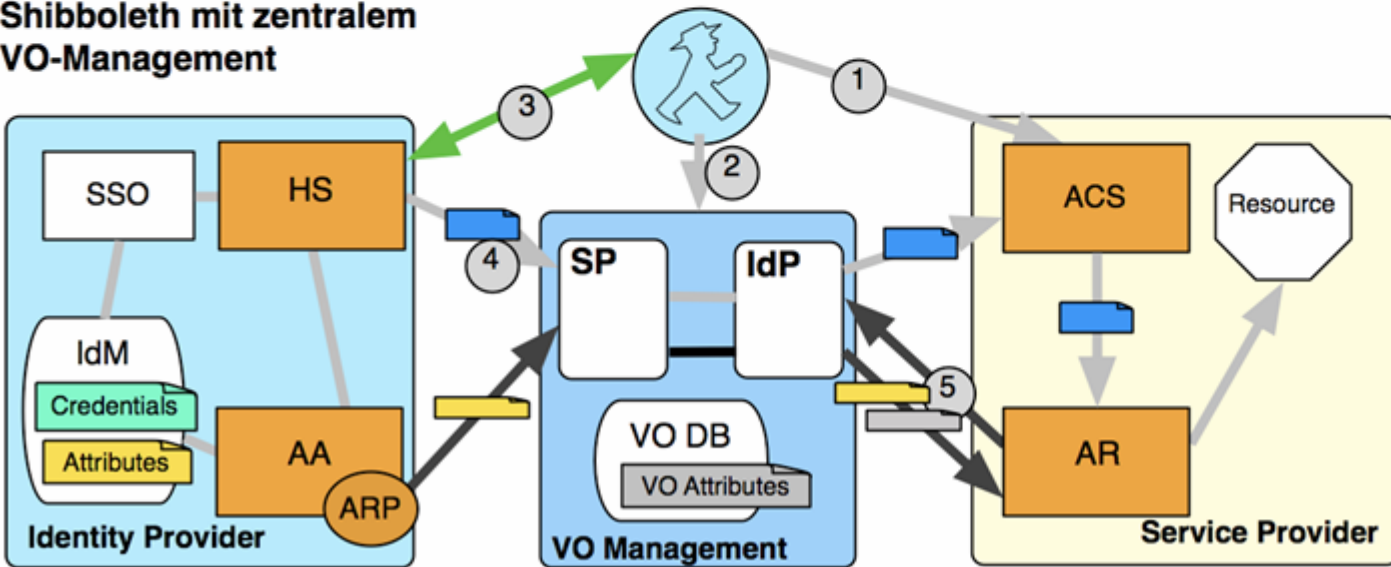 Shibboleth mit zentralem
VO-Management
1
3
2
SSO
HS
ACS
Resource
4
SP
IdP
IdM
Credentials
Attributes
AA
ARP
5
VO DB
VO Attributes
AR
Identity Provider
VO Management
Service Provider